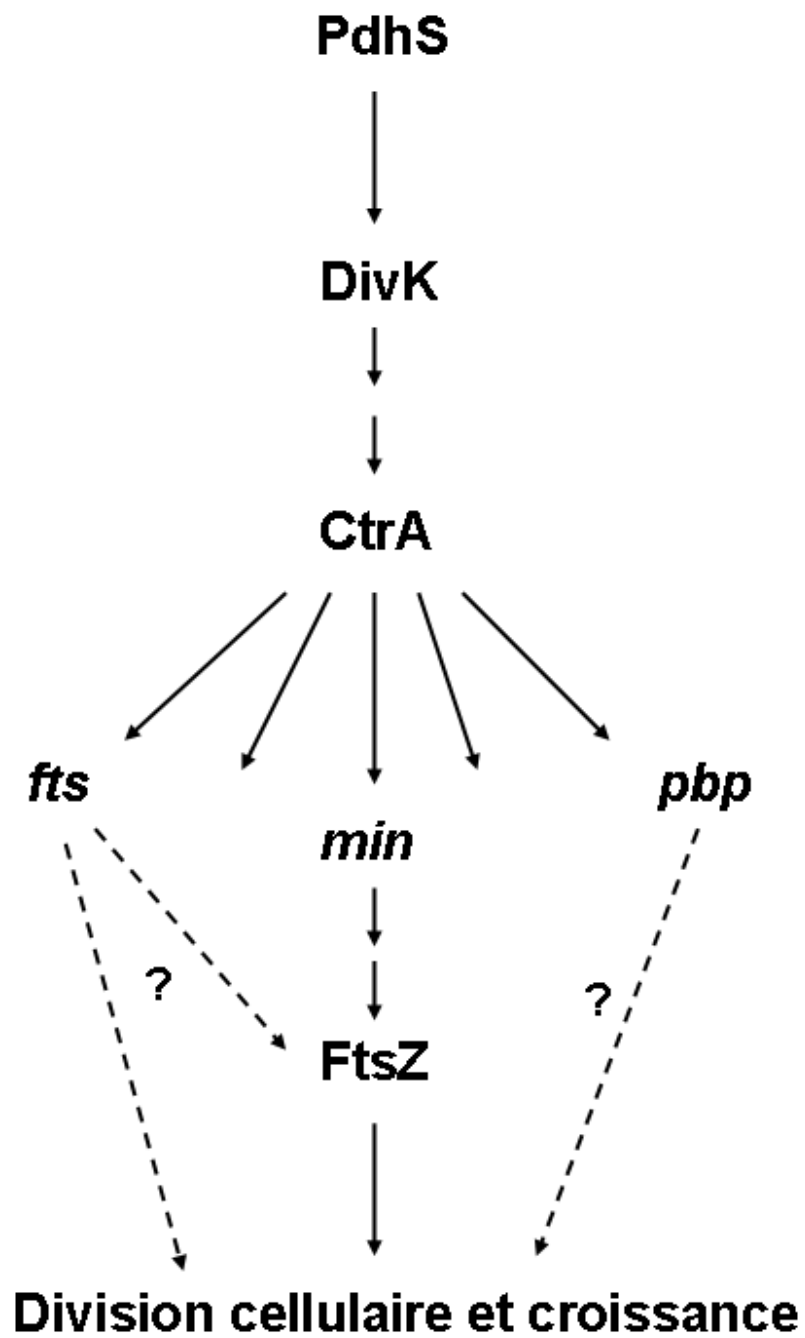 PdhS
DivK
CtrA
fts
pbp
min
?
?
FtsZ
Division cellulaire et croissance